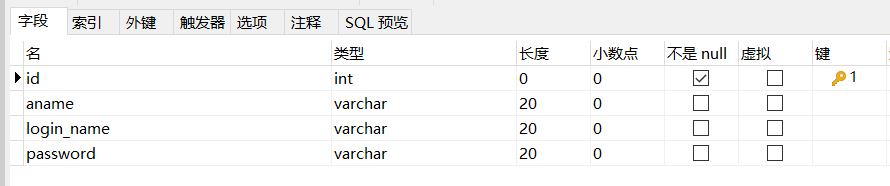 字段 索引 外键 触发器 选项 注释 SQL 预览
名 类型 长度 小数点 不是 null 虚拟 键
id int 0 0 1
aname varchar 20 0
login_name varchar 20 0
password varchar 20 0